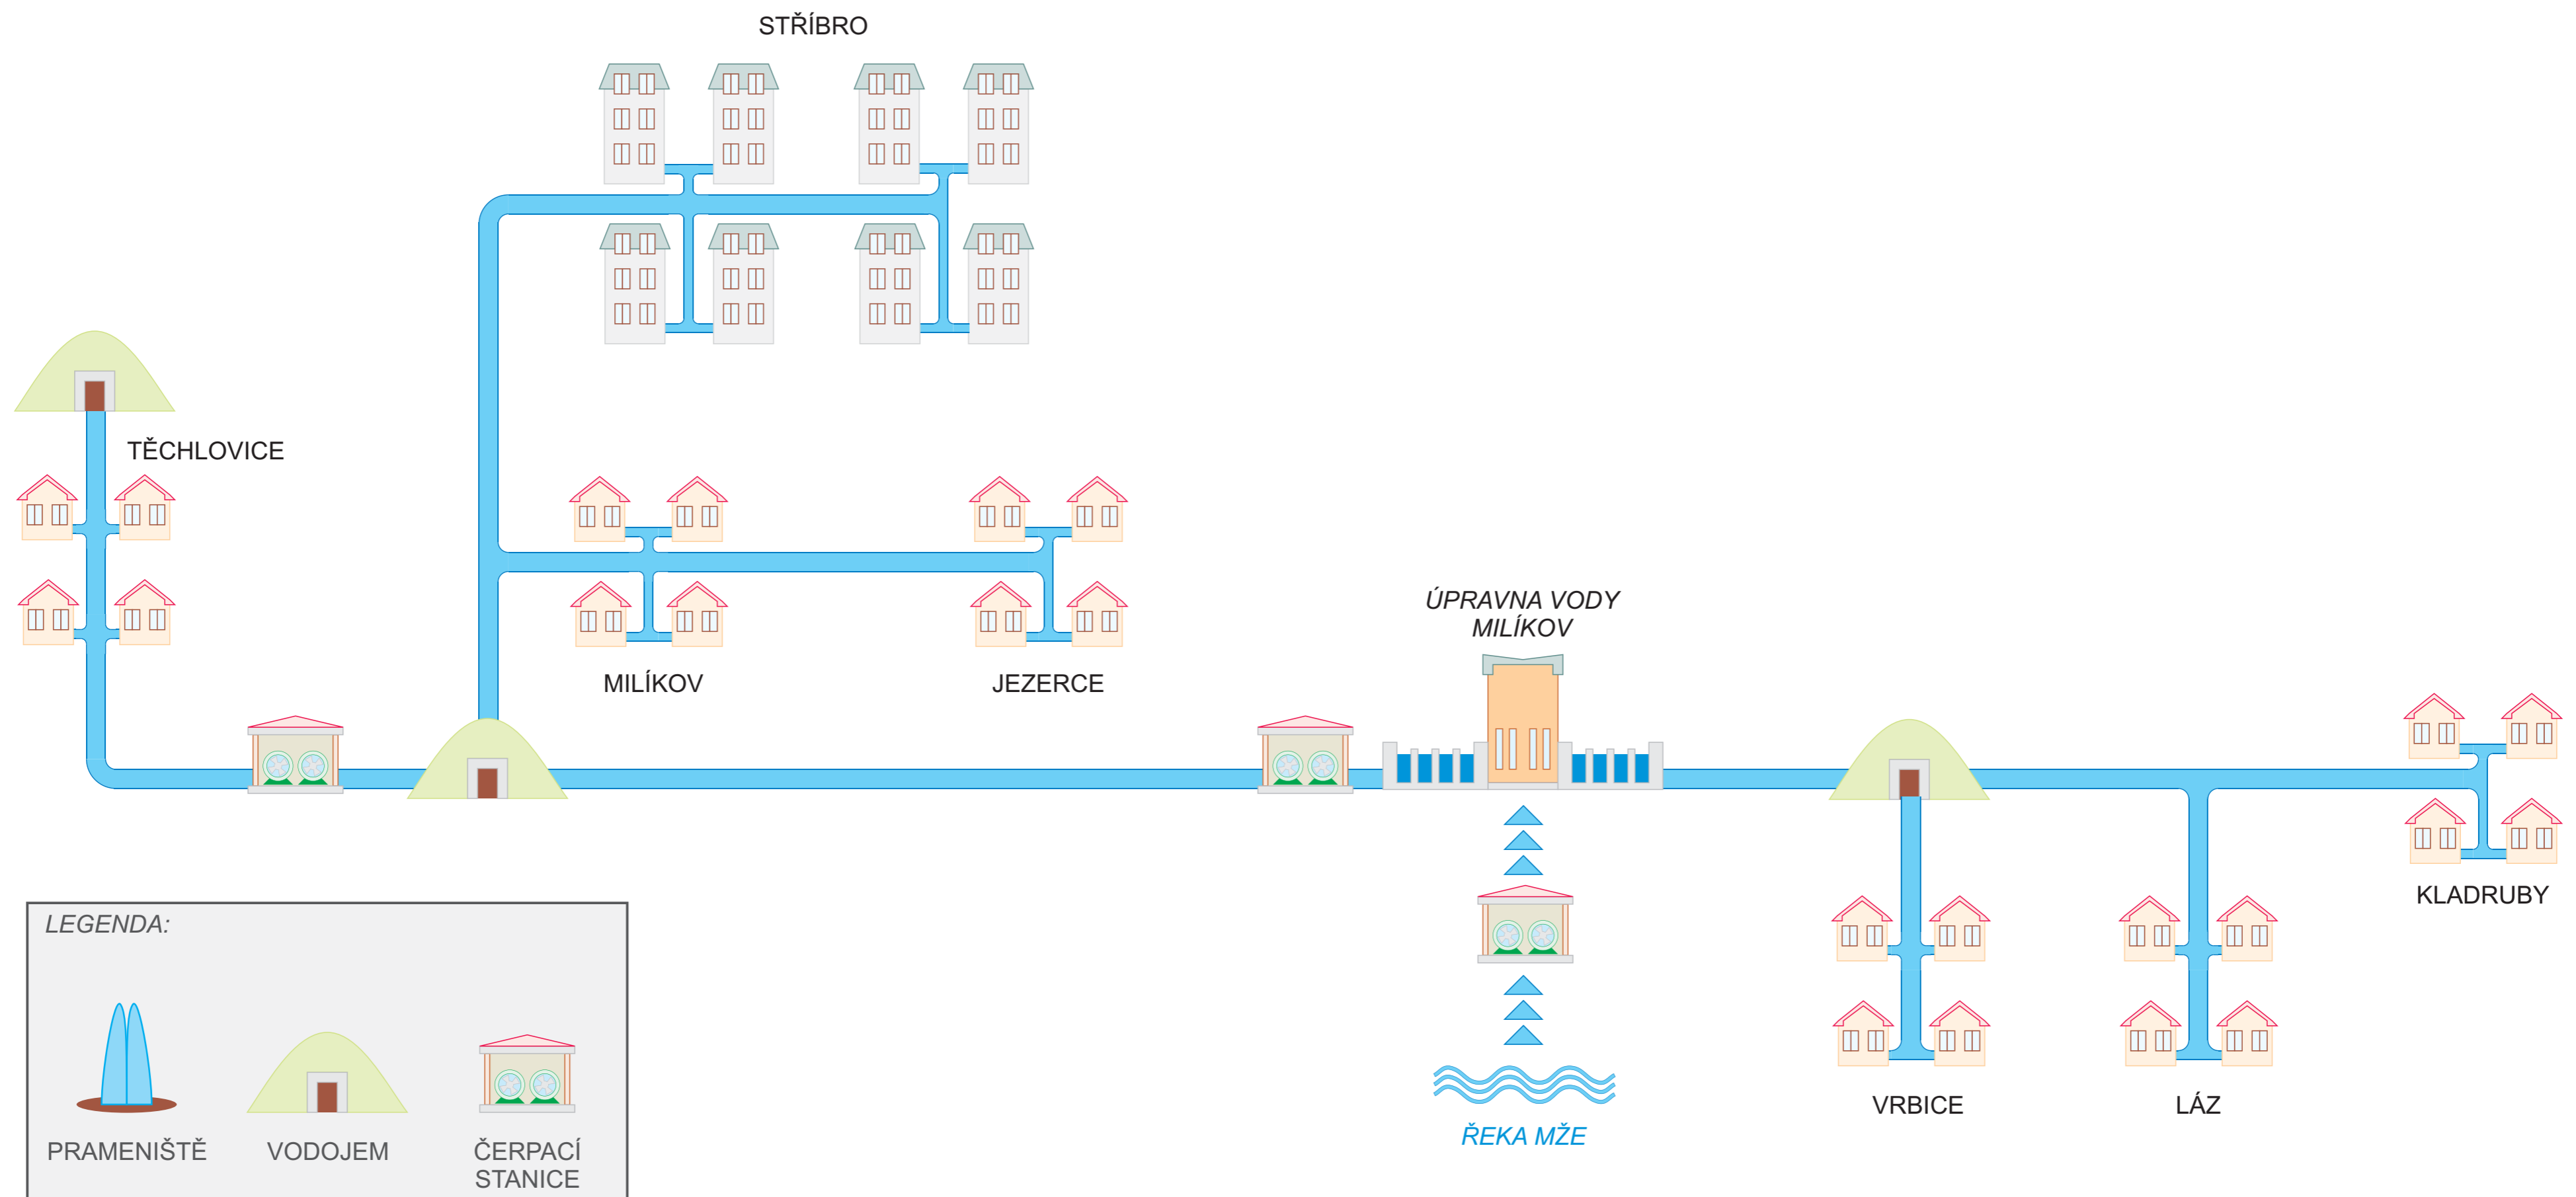 STŘÍBRO
TĚCHLOVICE
MILÍKOV
JEZERCE
ÚPRAVNA VODY
MILÍKOV
KLADRUBY
VRBICE
LÁZ
ŘEKA MŽE
LEGENDA:
PRAMENIŠTĚ
VODOJEM
ČERPACÍ
STANICE